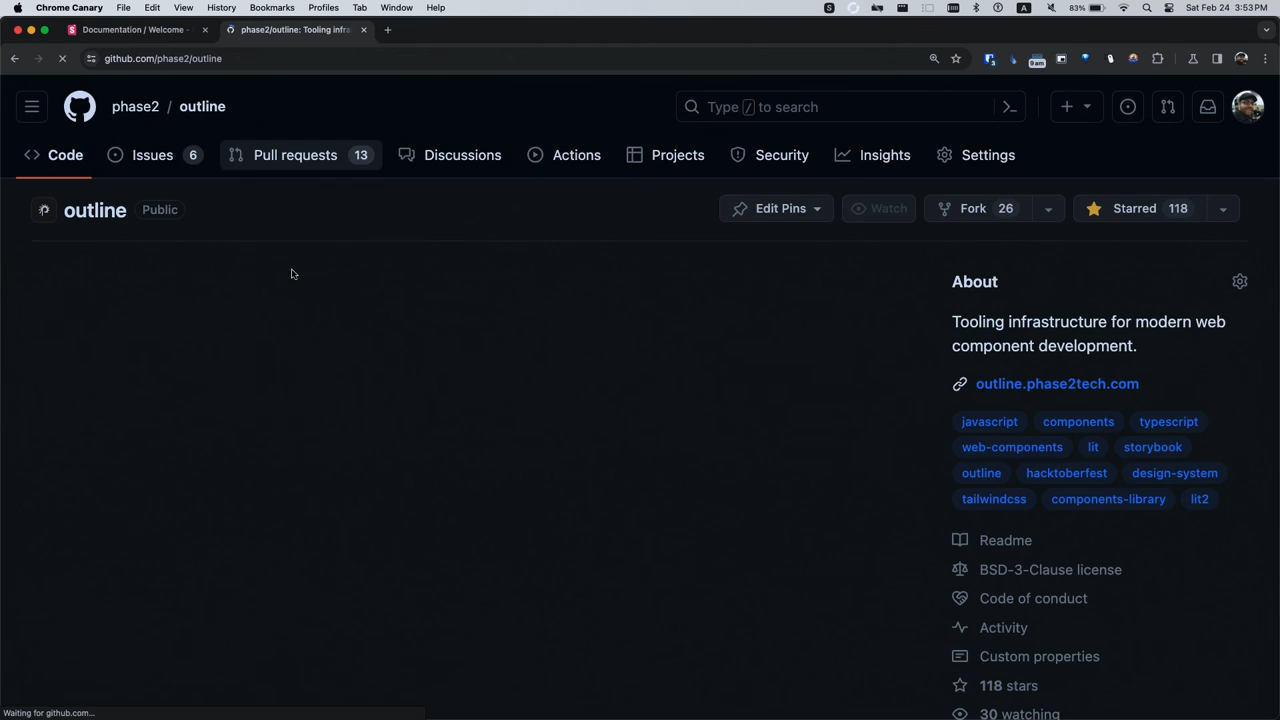 Chrome Canary File Edit View History Bookmarks Profiles Tab Window Help 83% Sat Feb 24 3:53 PM
Documentation / Welcome - phase2/outline: Tooling infra
github.com/phase2/outline
9am
phase2 / outline
Type / to search
Code Issues 6 Pull requests 13 Discussions Actions Projects Security Insights Settings
outline Public
Edit Pins Watch Fork 26 Starred 118
About
Tooling infrastructure for modern web
component development.
outline.phase2tech.com
javascript components typescript
web-components lit storybook
outline hacktoberfest design-system
tailwindcss components-library lit2
Readme
BSD-3-Clause license
Code of conduct
Activity
Custom properties
118 stars
30 watching
Waiting for github.com...